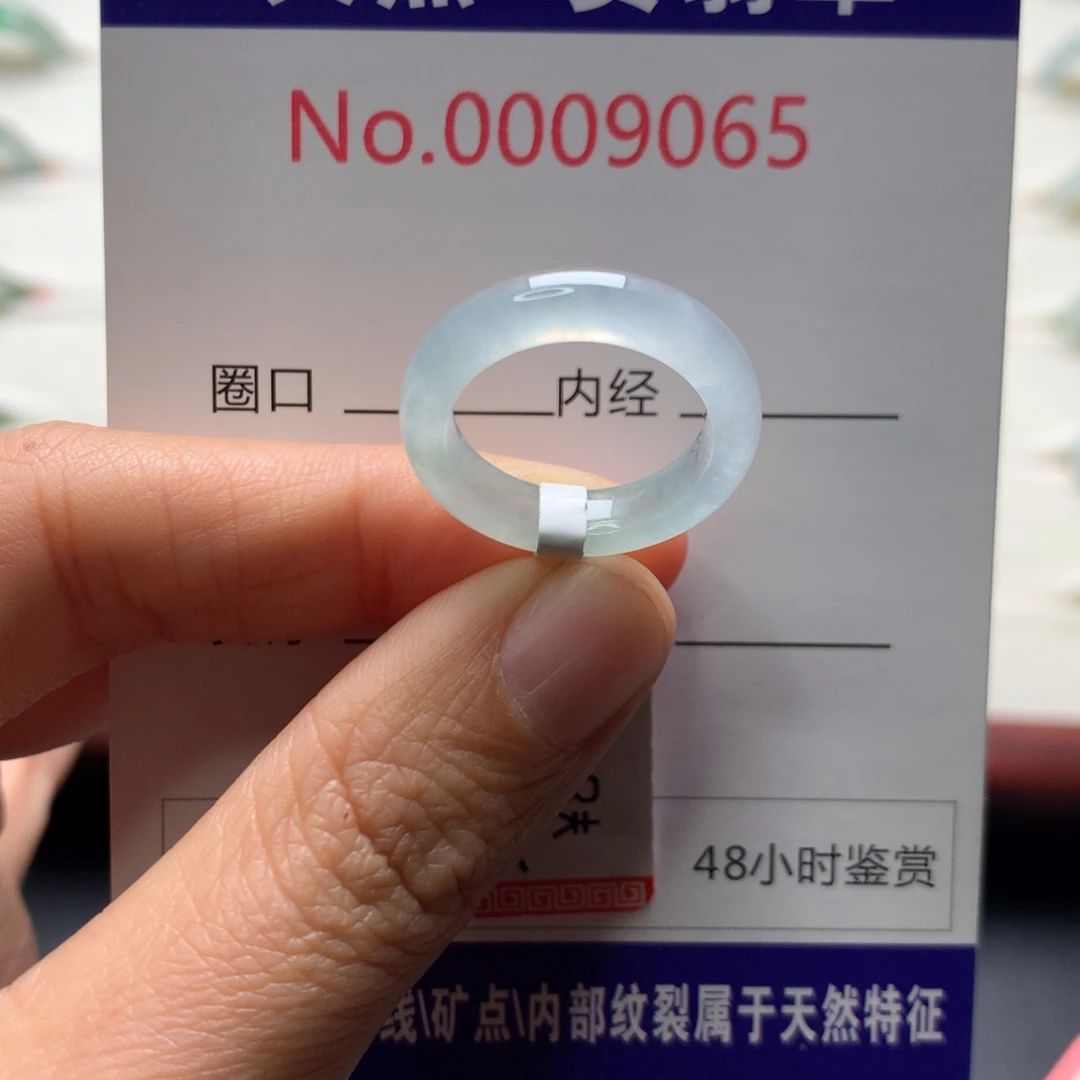 No.0009065
圈口
内经
48小时鉴赏
线\矿点\内部纹裂属于天然特征